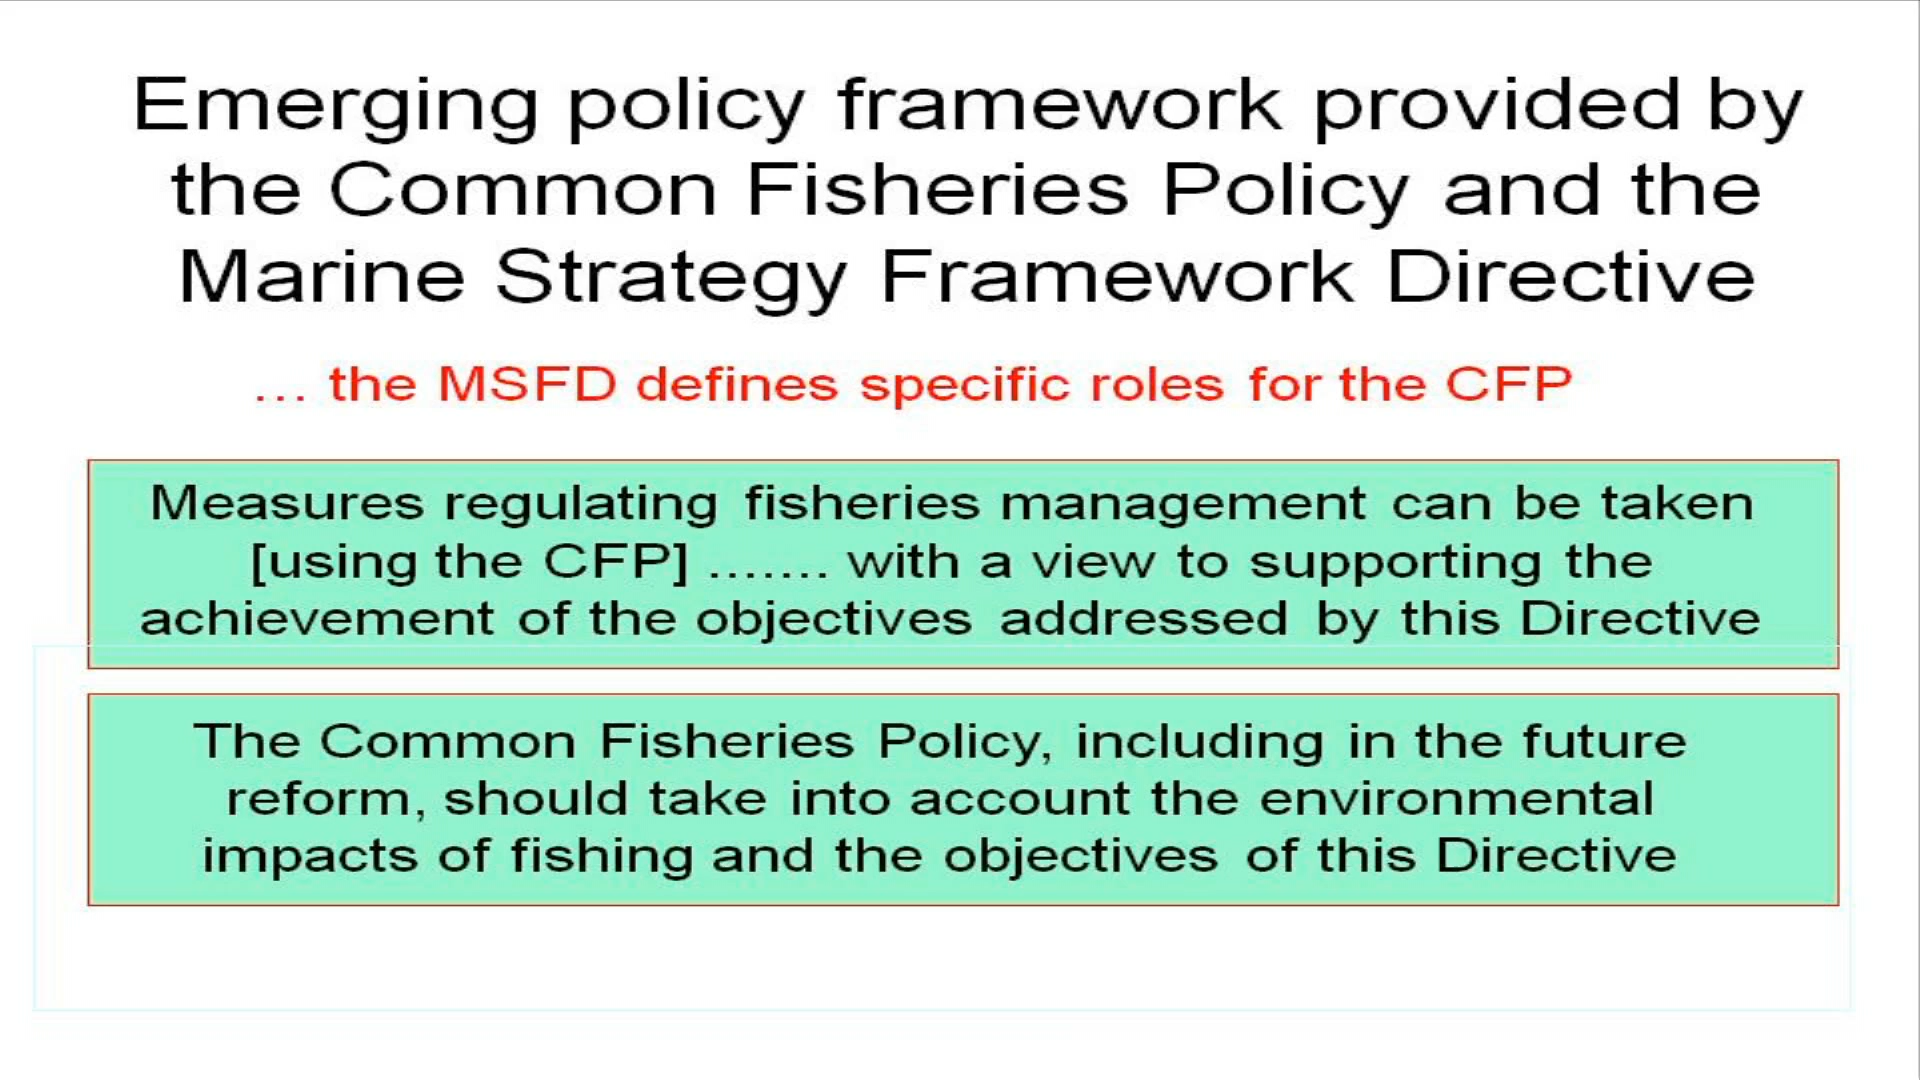 Emerging policy framework provided by
the Common Fisheries Policy and the
Marine Strategy Framework Directive
... the MSFD defines specific roles for the CFP
Measures regulating fisheries management can be taken
[using the CFP] ....... with a view to supporting the
achievement of the objectives addressed by this Directive
The Common Fisheries Policy, including in the future
reform, should take into account the environmental
impacts of fishing and the objectives of this Directive